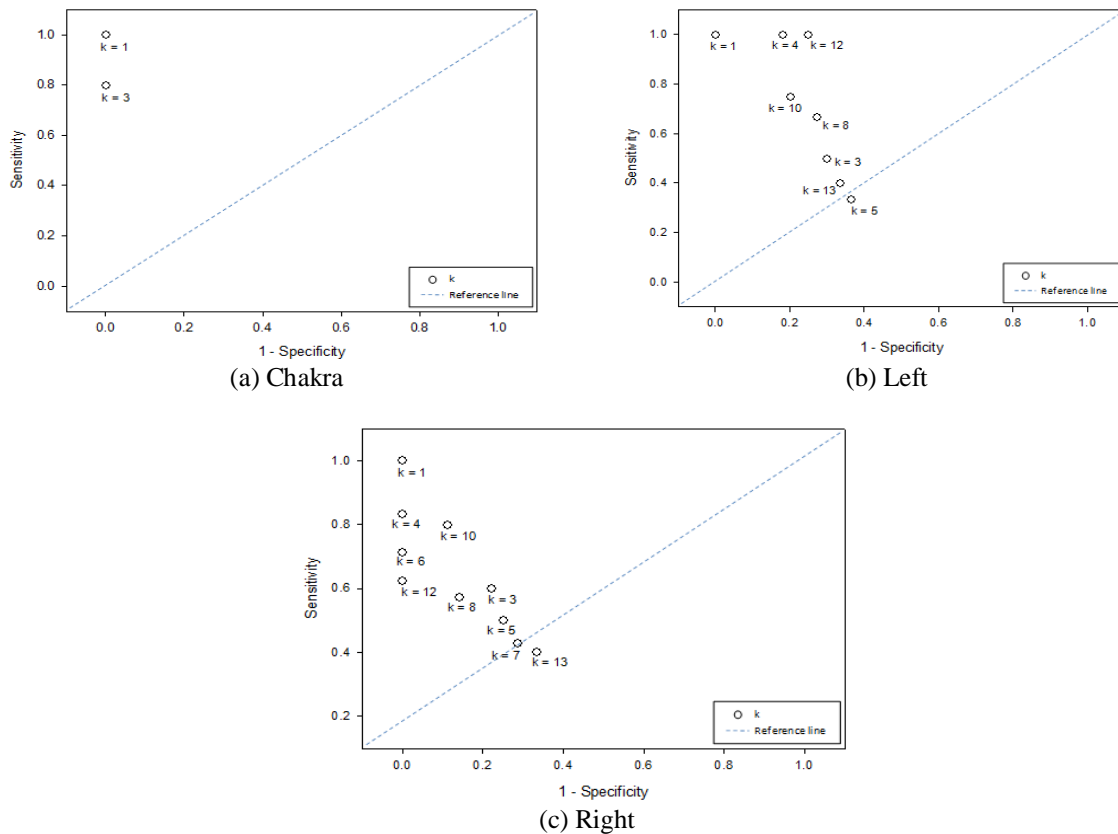 1.0
0.8
0.6
0.4
0.2
0.0
Sensitivity
k = 1
k = 3
k
Reference line
0.0 0.2 0.4 0.6 0.8 1.0
1 - Specificity
(a) Chakra
1.0
0.8
0.6
0.4
0.2
0.0
Sensitivity
k = 1 k = 4 k = 12
k = 10
k = 8
k = 3
k = 13
k = 5
k
Reference line
0.0 0.2 0.4 0.6 0.8 1.0
1 - Specificity
(b) Left
1.0
0.8
0.6
0.4
0.2
Sensitivity
k = 1
k = 4
k = 10
k = 6
k = 12
k = 8
k = 3
k = 5
k = 7
k = 13
k
Reference line
0.0 0.2 0.4 0.6 0.8 1.0
1 - Specificity
(c) Right